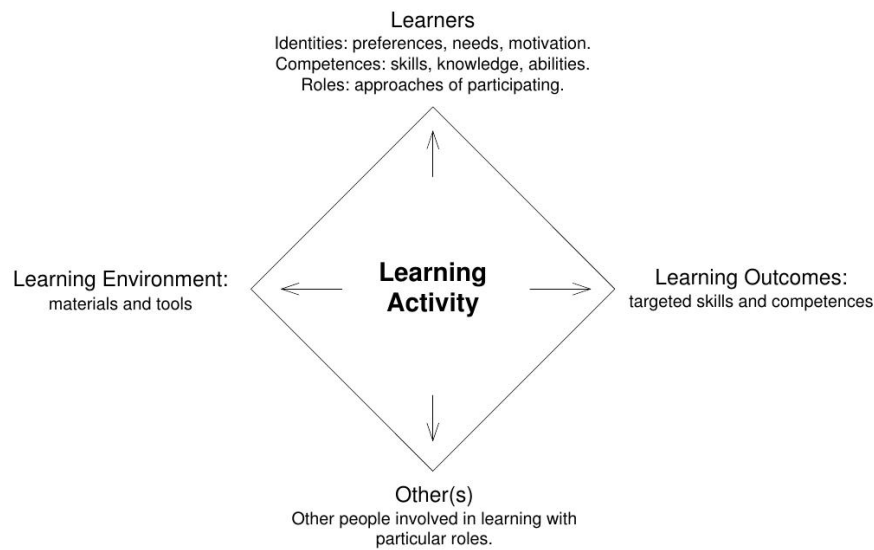 Learners
Identities: preferences, needs, motivation.
Competences: skills, knowledge, abilities.
Roles: approaches of participating.
Learning Environment:
materials and tools
Learning
Activity
Learning Outcomes:
targeted skills and competences
Other(s)
Other people involved in learning with
particular roles.